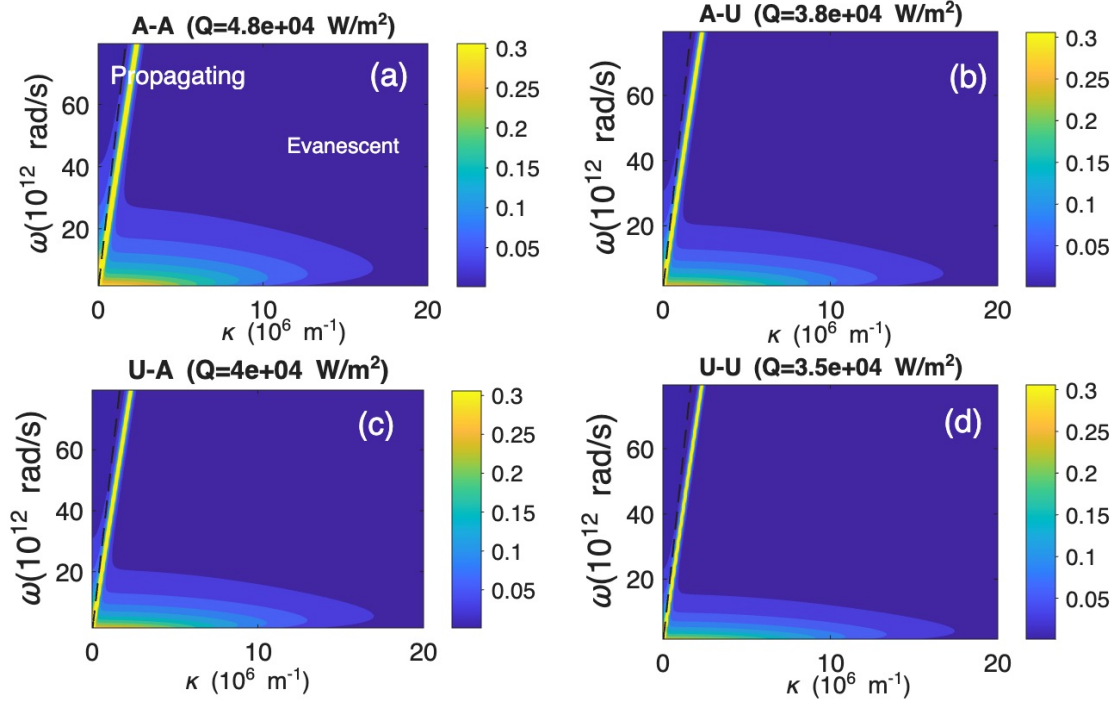 A-A (Q=4.8e+04 W/m²)
Propagating
(a)
Evanescent
ω(10¹² rad/s)
60
40
20
0
10
20
κ (10⁶ m⁻¹)
0.3
0.25
0.2
0.15
0.1
0.05
A-U (Q=3.8e+04 W/m²)
(b)
ω(10¹² rad/s)
60
40
20
0
10
20
κ (10⁶ m⁻¹)
0.3
0.25
0.2
0.15
0.1
0.05
U-A (Q=4e+04 W/m²)
(c)
ω(10¹² rad/s)
60
40
20
0
10
20
κ (10⁶ m⁻¹)
0.3
0.25
0.2
0.15
0.1
0.05
U-U (Q=3.5e+04 W/m²)
(d)
ω(10¹² rad/s)
60
40
20
0
10
20
κ (10⁶ m⁻¹)
0.3
0.25
0.2
0.15
0.1
0.05